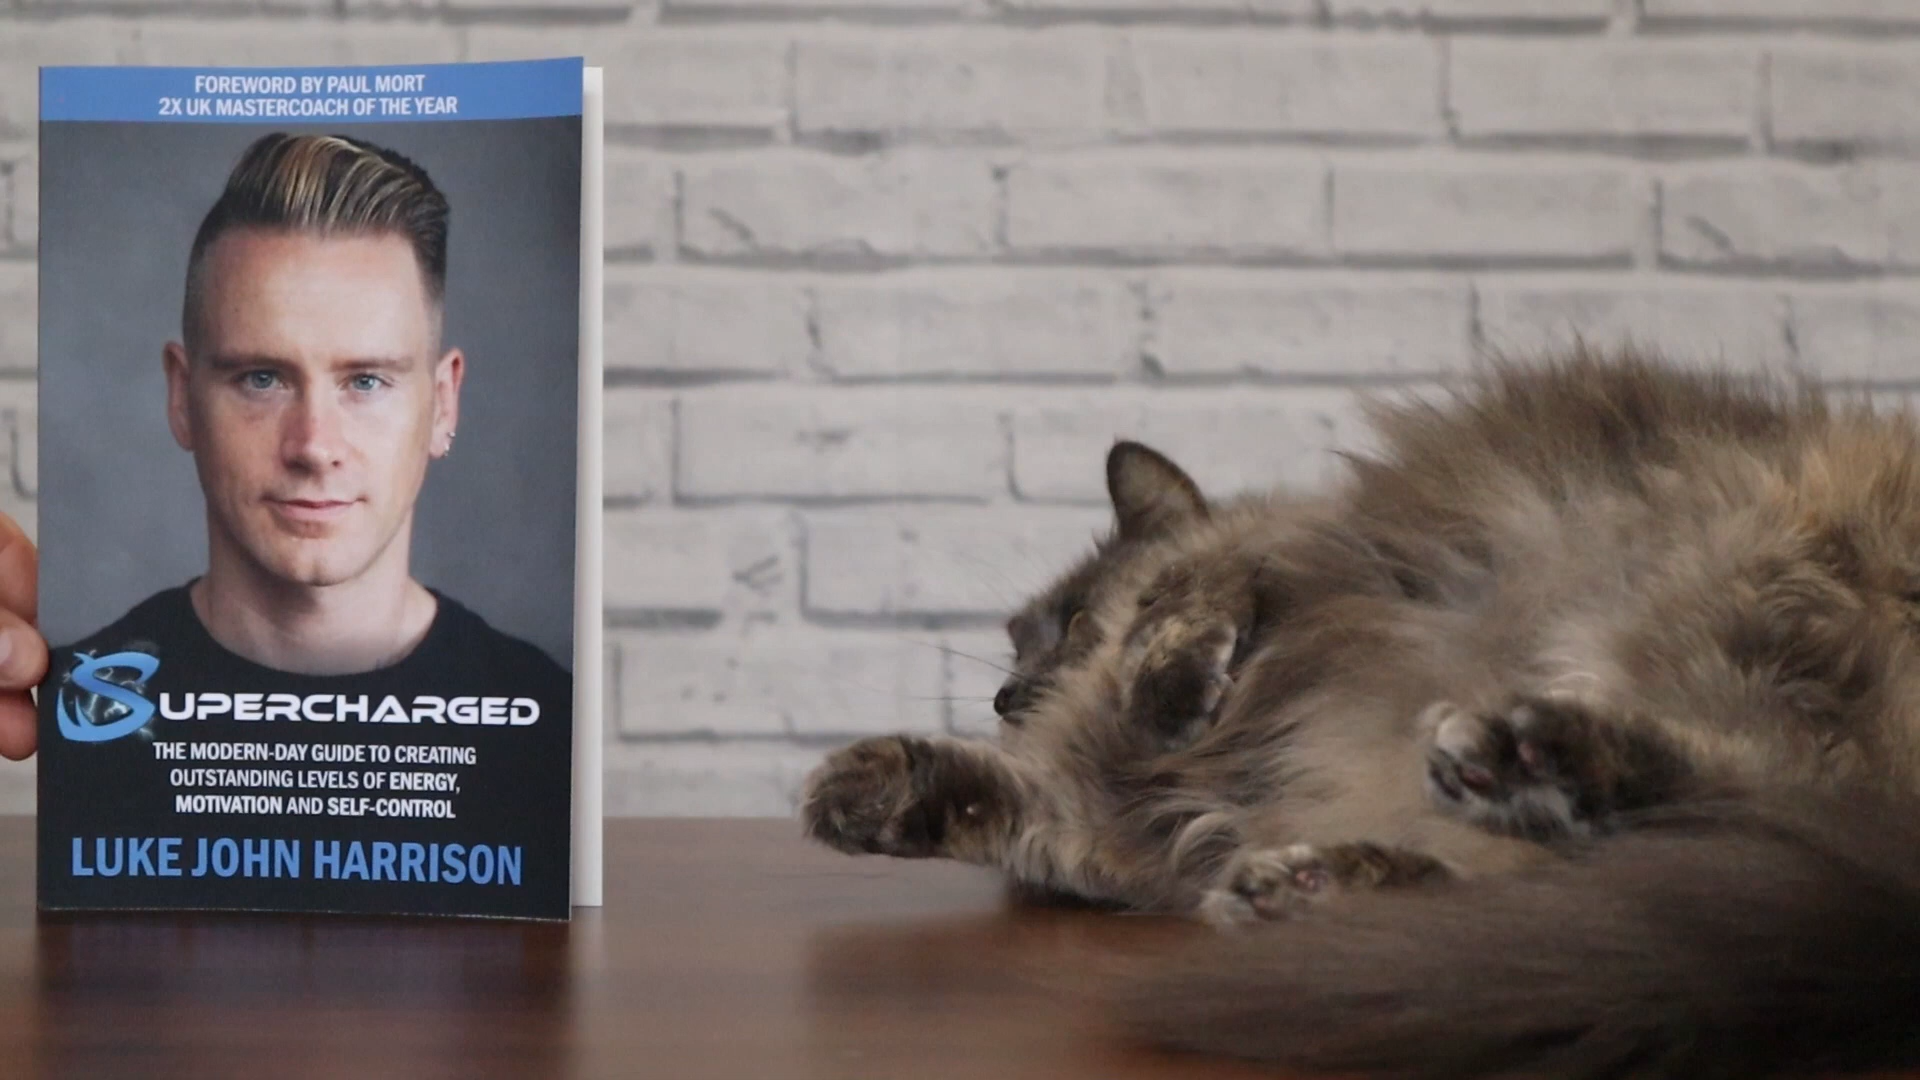 FOREWORD BY PAUL MORT
2X UK MASTERCOACH OF THE YEAR
SUPERCHARGED
THE MODERN-DAY GUIDE TO CREATING
OUTSTANDING LEVELS OF ENERGY,
MOTIVATION AND SELF-CONTROL
LUKE JOHN HARRISON